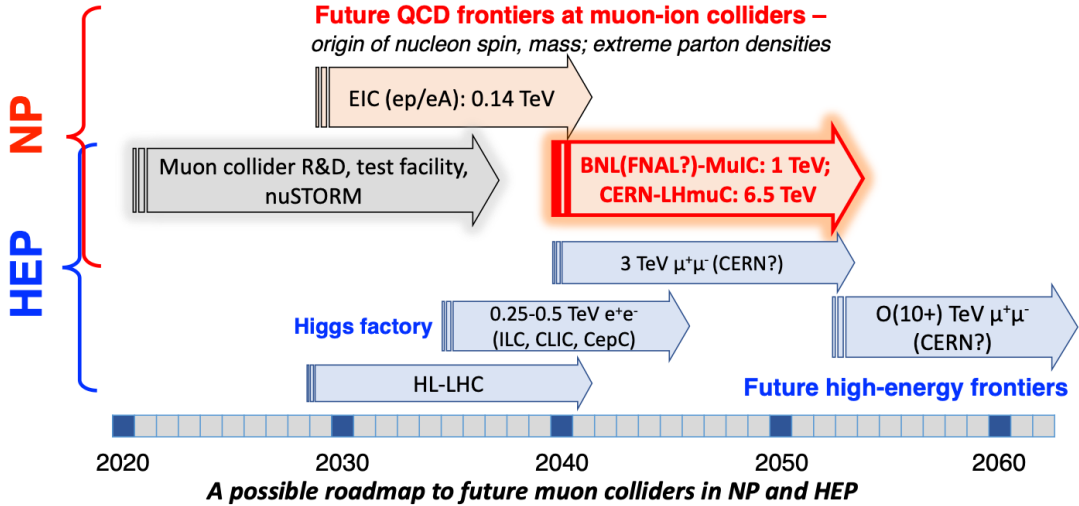 Future QCD frontiers at muon-ion colliders –
origin of nucleon spin, mass; extreme parton densities
NP
EIC (ep/eA): 0.14 TeV
Muon collider R&D, test facility,
nuSTORM
BNL(FNAL?)-MuIC: 1 TeV;
CERN-LHmuC: 6.5 TeV
HEP
3 TeV μ⁺μ⁻ (CERN?)
Higgs factory
0.25-0.5 TeV e⁺e⁻
(ILC, CLIC, CepC)
O(10+) TeV μ⁺μ⁻
(CERN?)
HL-LHC
Future high-energy frontiers
2020 2030 2040 2050 2060
A possible roadmap to future muon colliders in NP and HEP